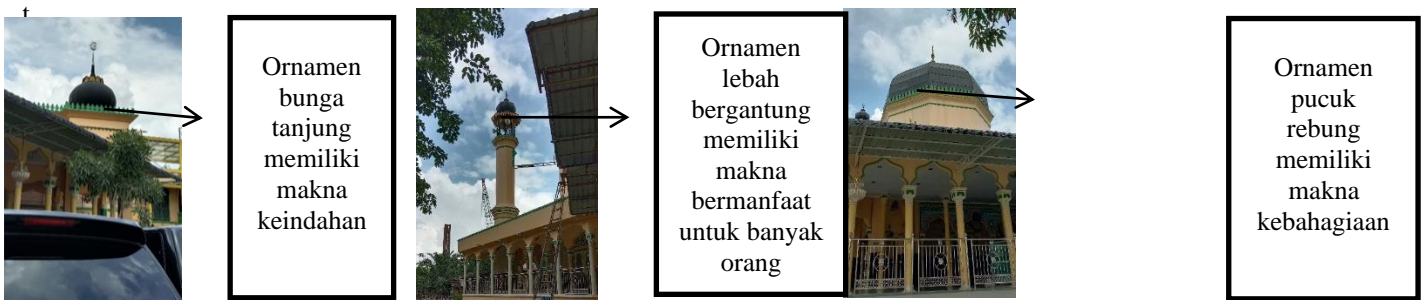 t
Ornamen
bunga
tanjung
memiliki
makna
keindahan
Ornamen
lebah
bergantung
memiliki
makna
bermanfaat
untuk banyak
orang
Ornamen
pucuk
rebung
memiliki
makna
kebahagiaan